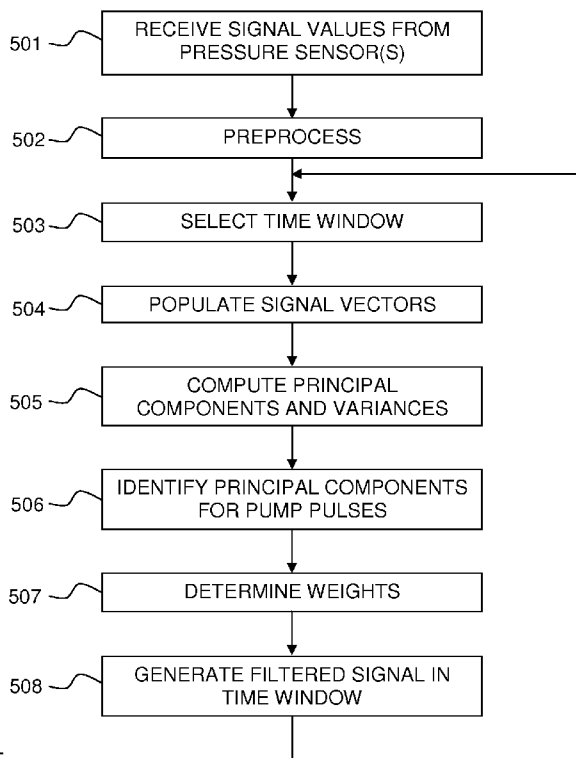 501
RECEIVE SIGNAL VALUES FROM
PRESSURE SENSOR(S)
502
PREPROCESS
503
SELECT TIME WINDOW
504
POPULATE SIGNAL VECTORS
505
COMPUTE PRINCIPAL
COMPONENTS AND VARIANCES
506
IDENTIFY PRINCIPAL COMPONENTS
FOR PUMP PULSES
507
DETERMINE WEIGHTS
508
GENERATE FILTERED SIGNAL IN
TIME WINDOW